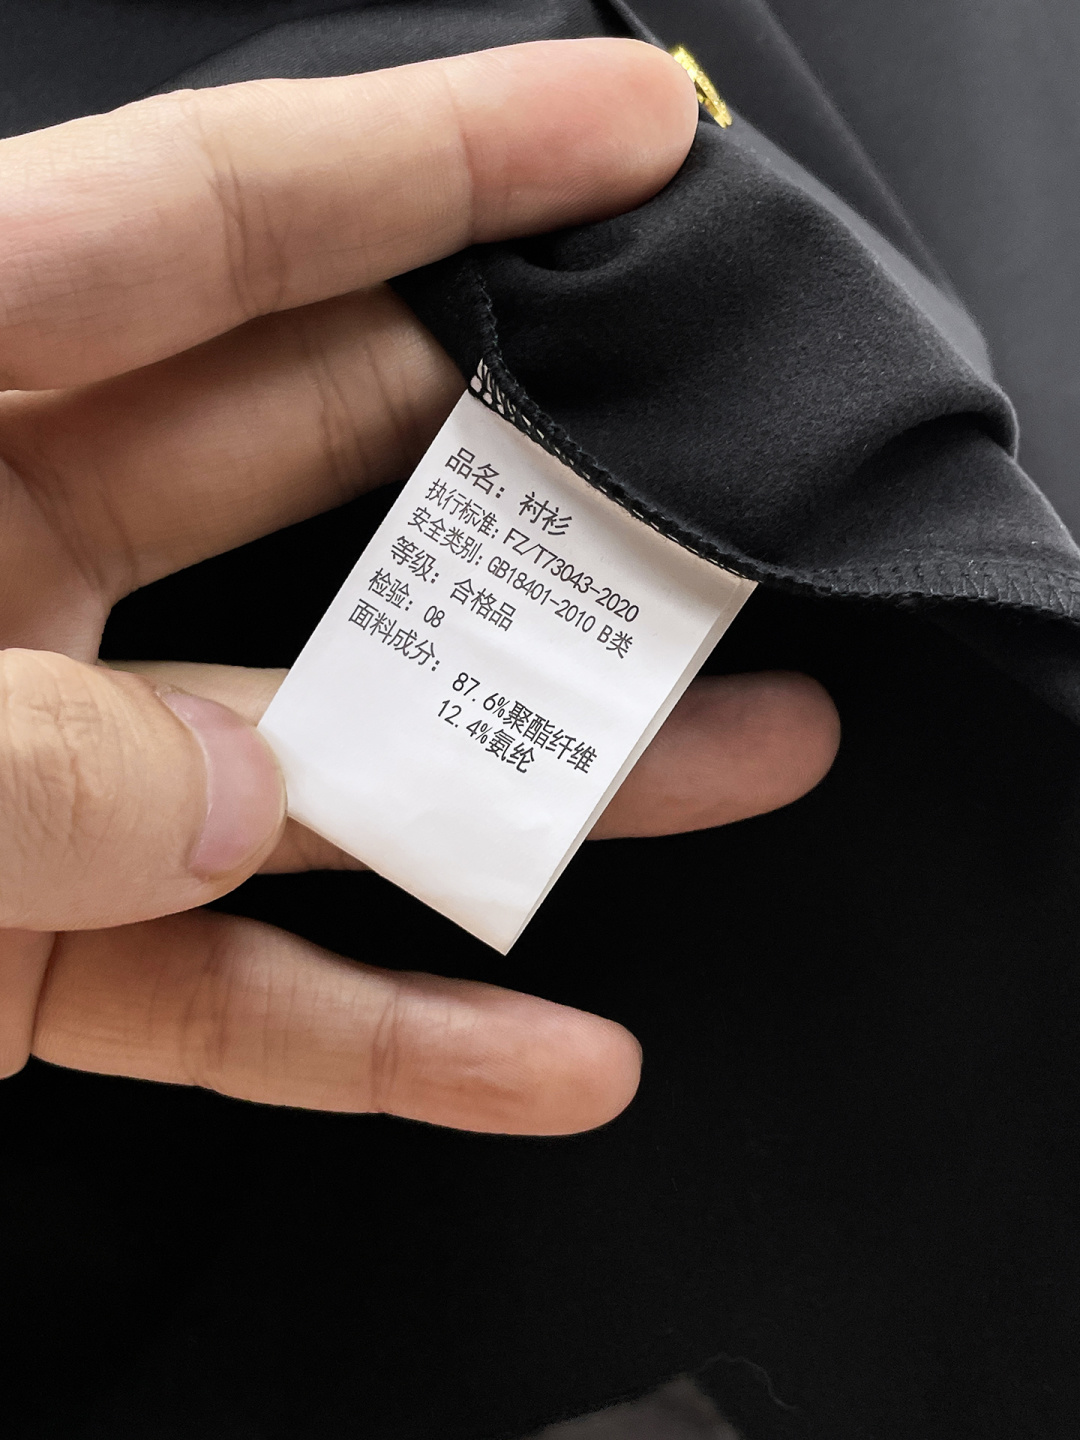 品名：衬衫
执行标准：FZ/T73043-2020
安全类别：GB18401-2010 B类
等级：合格品
检验：08
面料成分：
87.6%聚酯纤维
12.4%氨纶